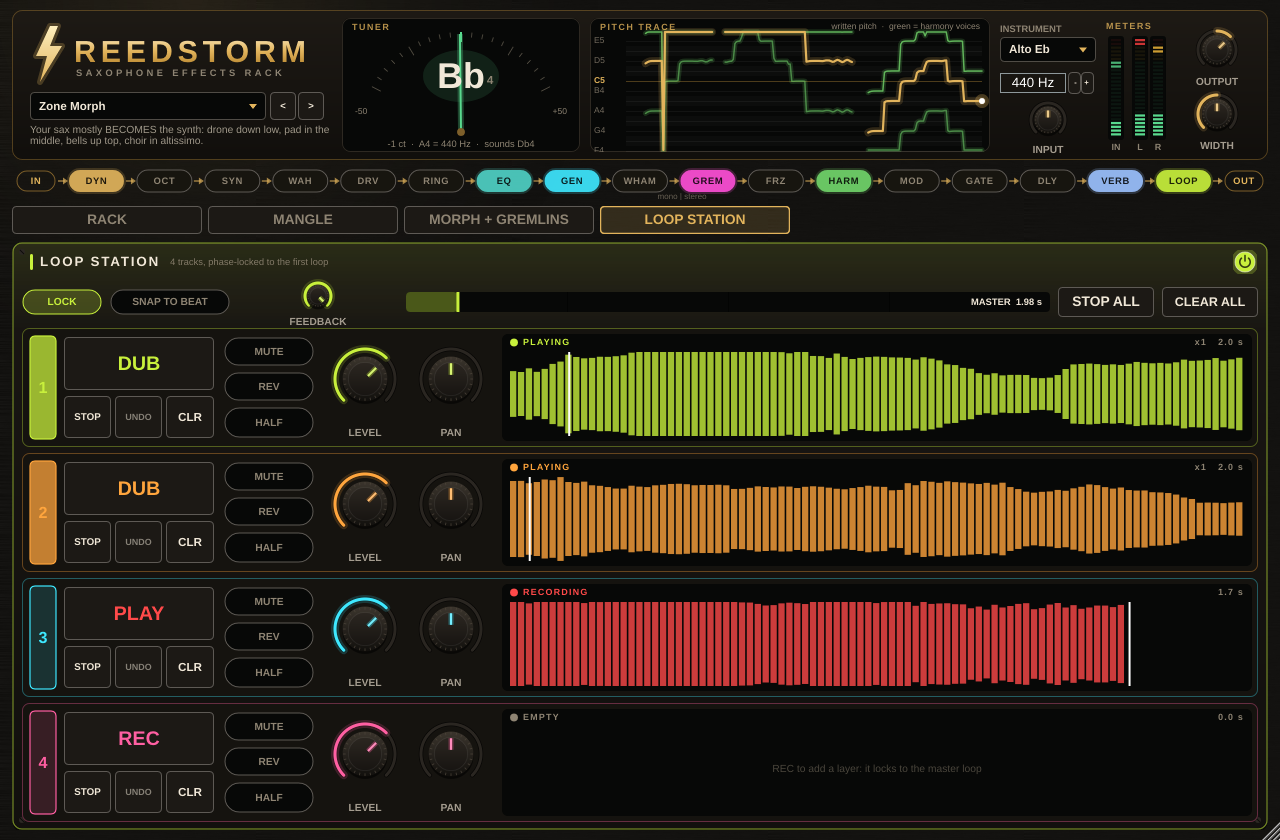 REEDSTORM
SAXOPHONE EFFECTS RACK
Zone Morph
<
>
Your sax mostly BECOMES the synth: drone down low, pad in the
middle, bells up top, choir in altissimo.
TUNER
Bb4
-50
+50
-1 ct · A4 = 440 Hz · sounds Db4
PITCH TRACE
written pitch · green = harmony voices
E5
D5
C5
B4
A4
G4
F4
INSTRUMENT
Alto Eb
440 Hz
-
+
INPUT
METERS
IN
L
R
OUTPUT
WIDTH
IN
DYN
OCT
SYN
WAH
DRV
RING
EQ
GEN
WHAM
GREM
FRZ
HARM
MOD
GATE
DLY
VERB
LOOP
OUT
mono | stereo
RACK
MANGLE
MORPH + GREMLINS
LOOP STATION
LOOP STATION
4 tracks, phase-locked to the first loop
LOCK
SNAP TO BEAT
FEEDBACK
MASTER 1.98 s
STOP ALL
CLEAR ALL
1
DUB
STOP
UNDO
CLR
MUTE
REV
HALF
LEVEL
PAN
PLAYING
x1 2.0 s
2
DUB
STOP
UNDO
CLR
MUTE
REV
HALF
LEVEL
PAN
PLAYING
x1 2.0 s
3
PLAY
STOP
UNDO
CLR
MUTE
REV
HALF
LEVEL
PAN
RECORDING
1.7 s
4
REC
STOP
UNDO
CLR
MUTE
REV
HALF
LEVEL
PAN
EMPTY
0.0 s
REC to add a layer: it locks to the master loop